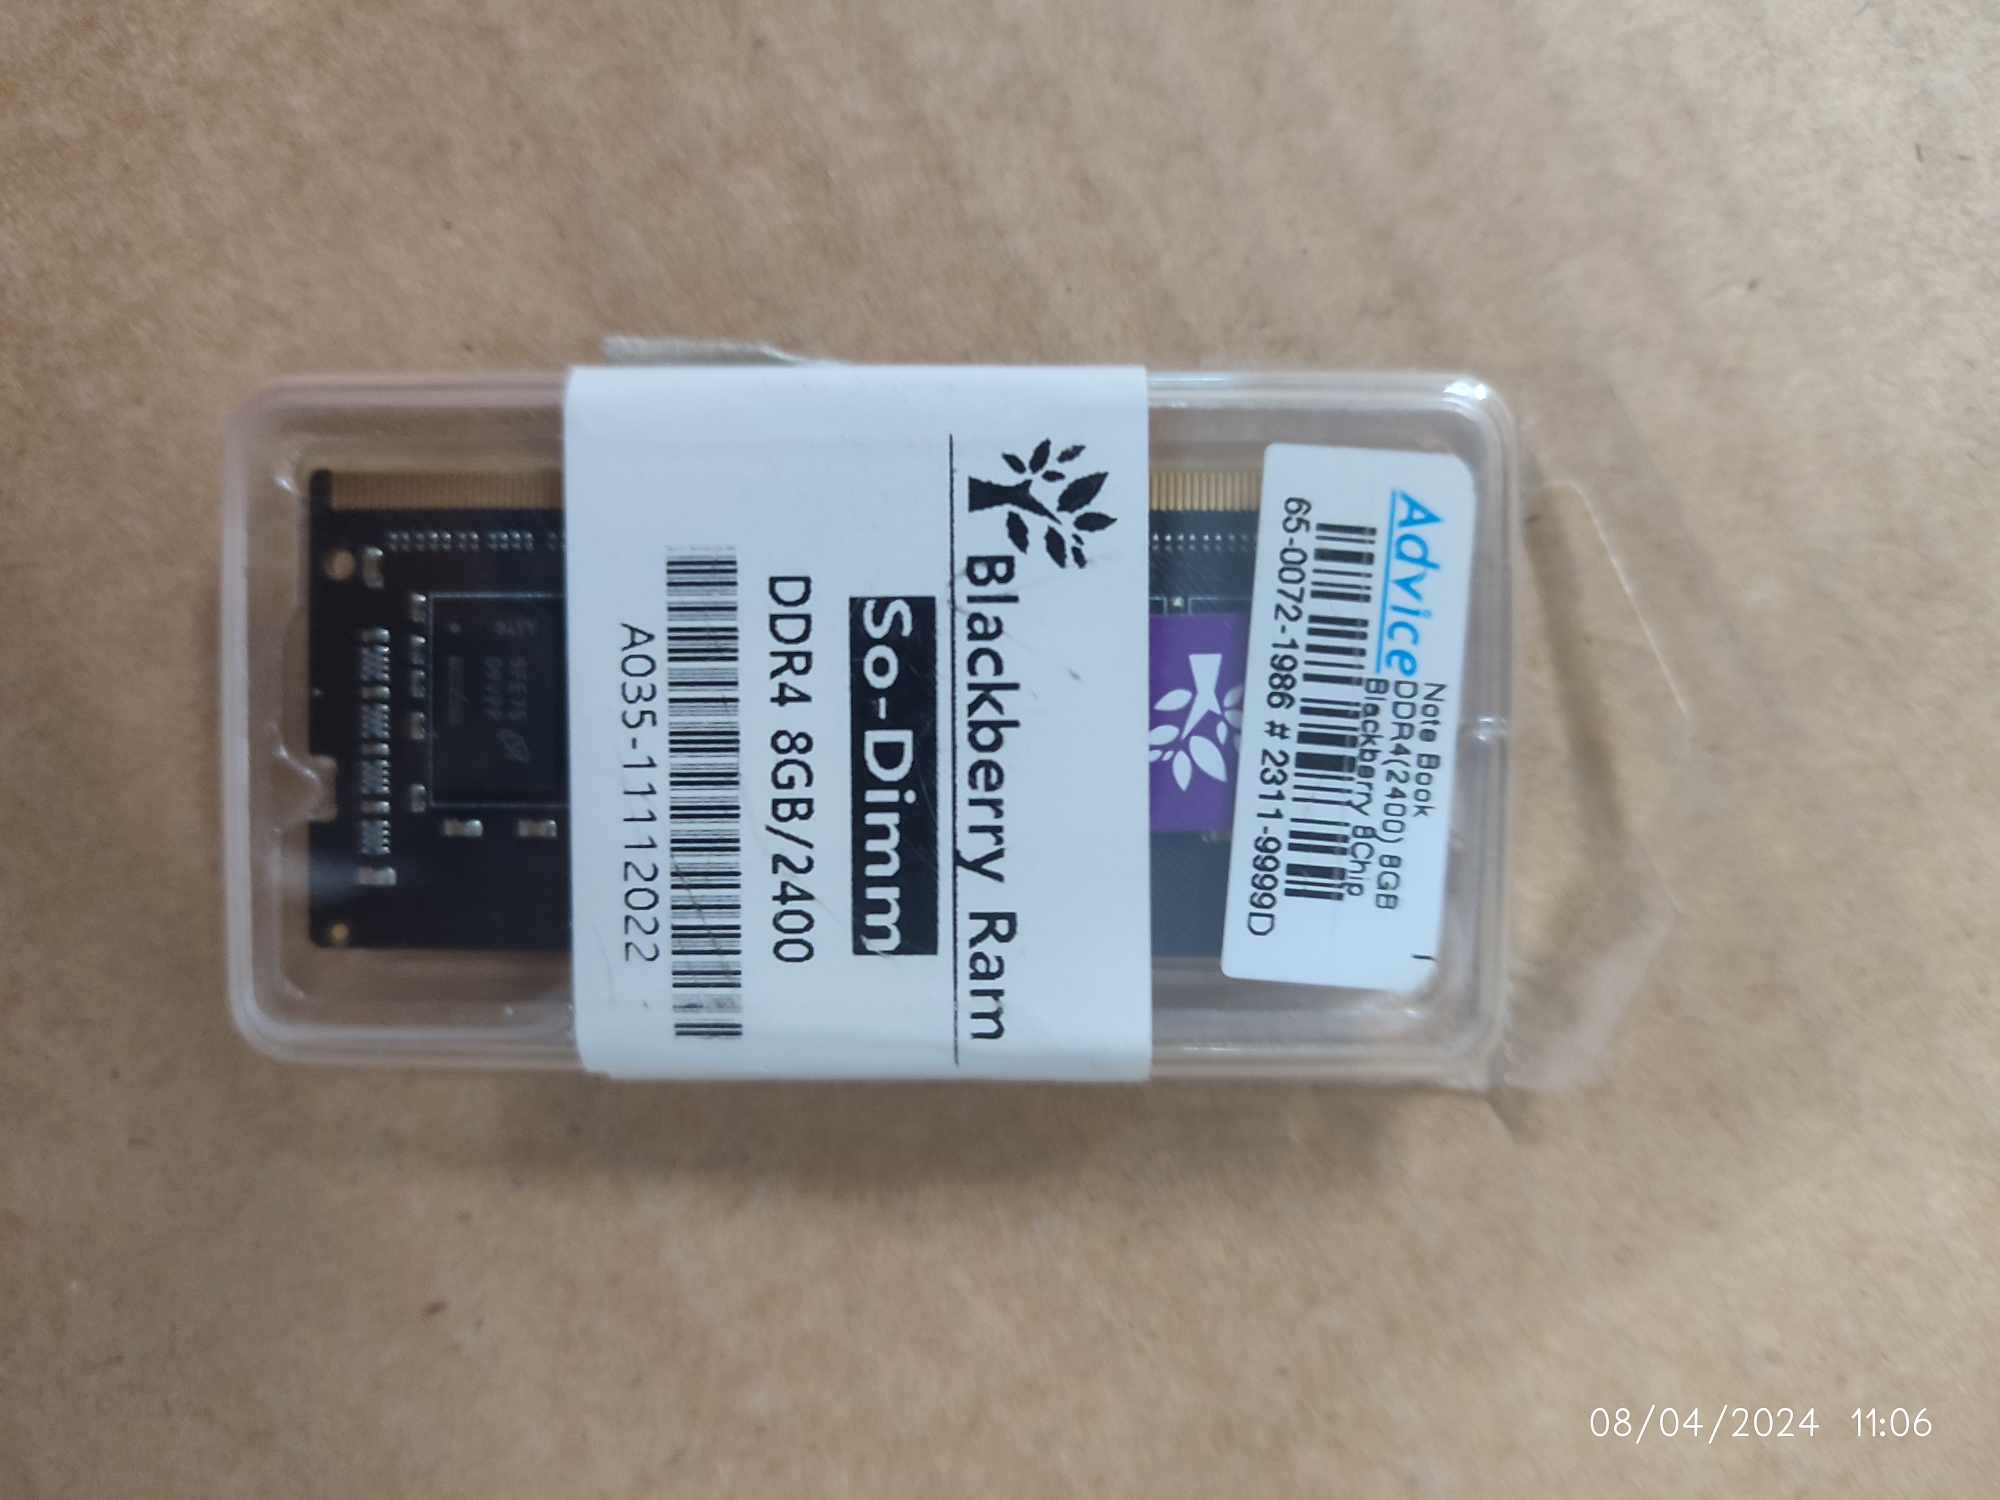 Blackberry Ram
So-Dimm
DDR4 8GB/2400
A035-11112022
Advice
Note Book
DDR4(2400) 8GB
Blackberry 8Chip
65-0072-1986 # 2311-9999D
08/04/2024 11:06